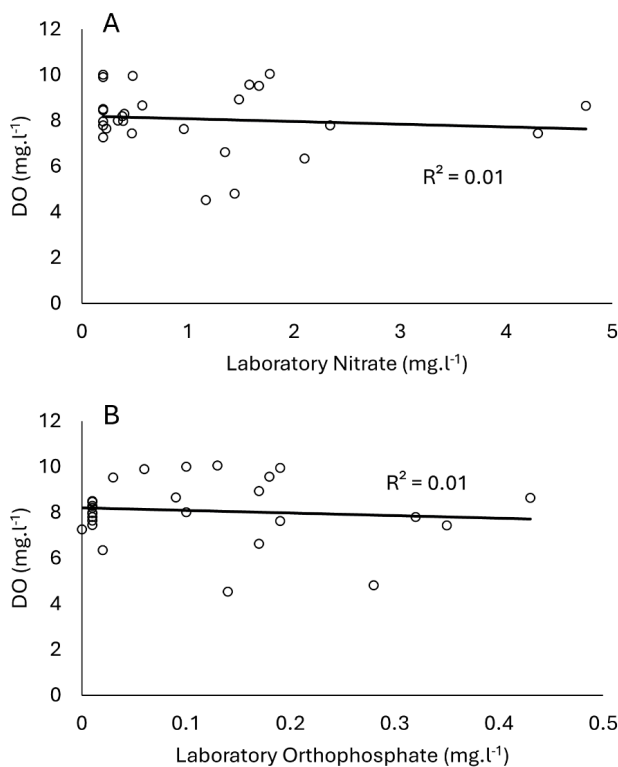 A
12
10
8
6
4
2
0
DO (mg.l⁻¹)
R² = 0.01
0 1 2 3 4 5
Laboratory Nitrate (mg.l⁻¹)
B
12
10
8
6
4
2
0
DO (mg.l⁻¹)
R² = 0.01
0 0.1 0.2 0.3 0.4 0.5
Laboratory Orthophosphate (mg.l⁻¹)